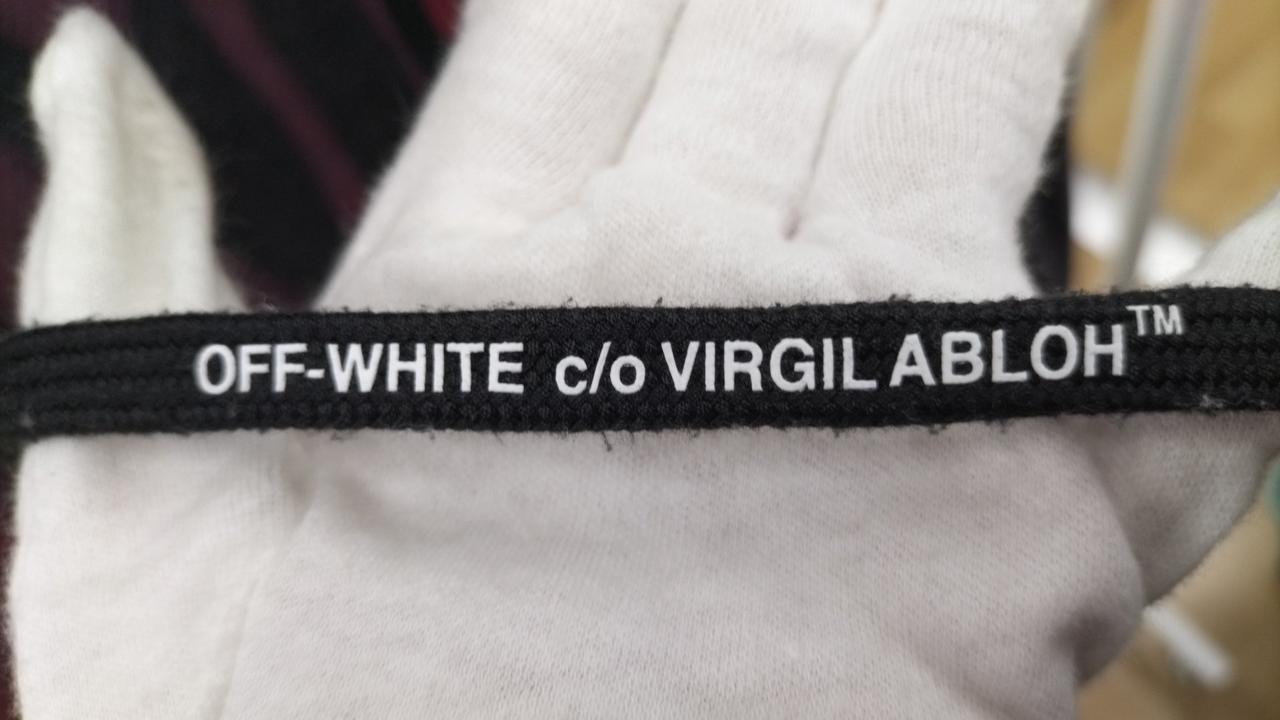 OFF-WHITE c/o VIRGIL ABLOH™